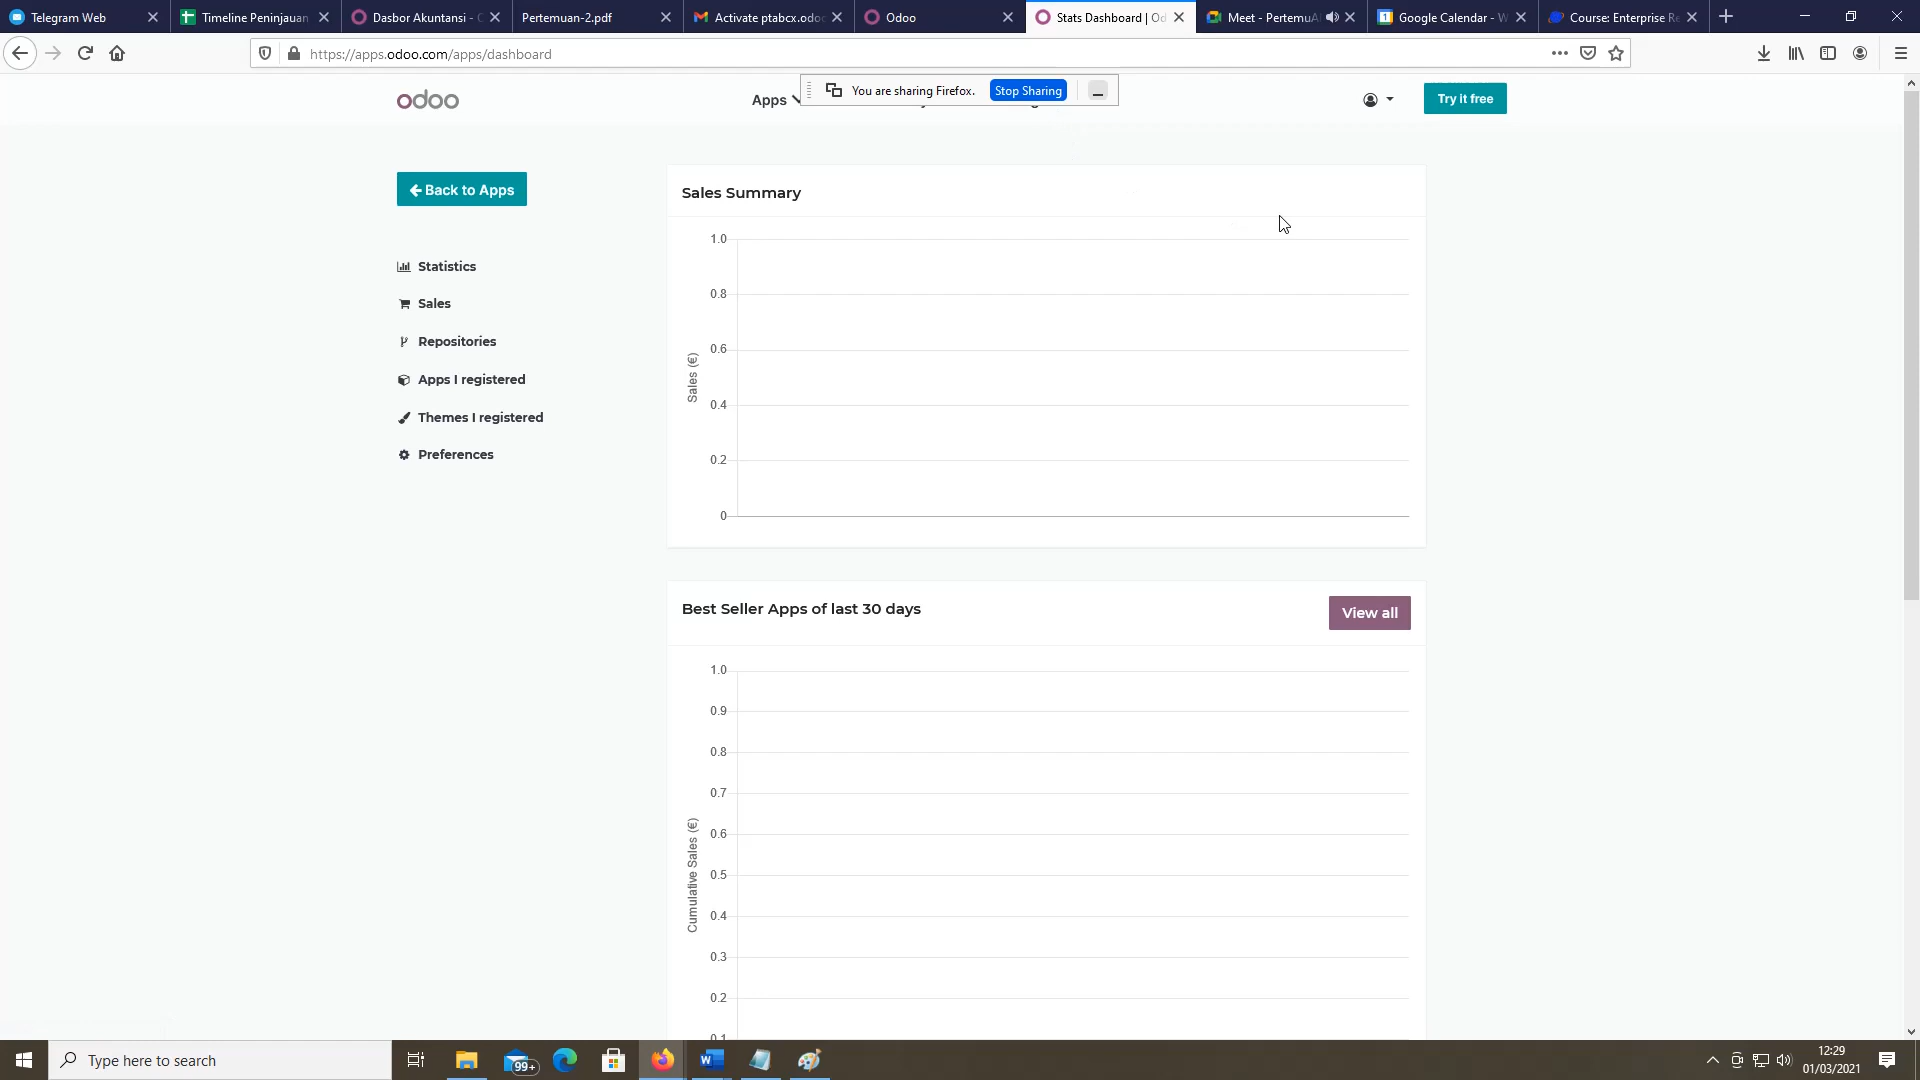 Telegram Web
Timeline Peninjauan
Dasbor Akuntansi -
Pertemuan-2.pdf
Activate ptabcx.odoo
Odoo
Stats Dashboard | Od
Meet - Pertemu
Google Calendar - W
Course: Enterprise Re
https://apps.odoo.com/apps/dashboard
You are sharing Firefox.
Stop Sharing
odoo
Apps
Try it free
Back to Apps
Statistics
Sales
Repositories
Apps I registered
Themes I registered
Preferences
Sales Summary
1.0
0.8
0.6
0.4
0.2
0
Sales (€)
Best Seller Apps of last 30 days
View all
1.0
0.9
0.8
0.7
0.6
0.5
0.4
0.3
0.2
0.1
Cumulative Sales (€)
Type here to search
99+
12:29
01/03/2021